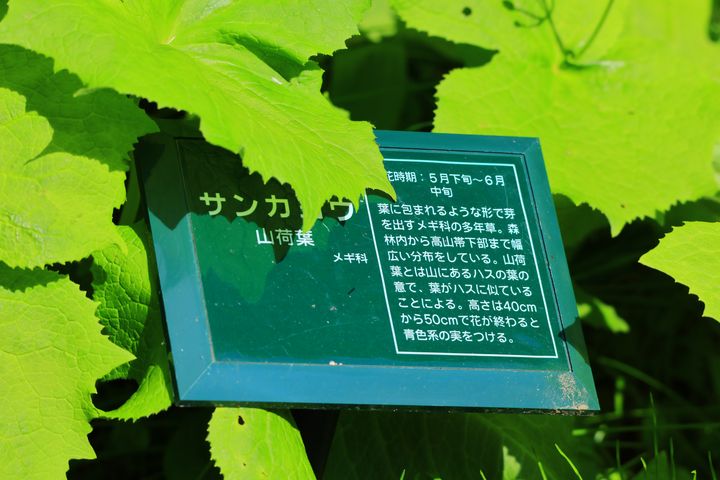 サンカ ウ
山荷葉
メギ科
花時期：５月下旬～６月
中旬
葉に包まれるような形で芽
を出すメギ科の多年草。森
林内から高山帯下部まで幅
広い分布をしている。山荷
葉とは山にあるハスの葉の
意で、葉がハスに似ている
ことによる。高さは40cm
から50cmで花が終わると
青色系の実をつける。